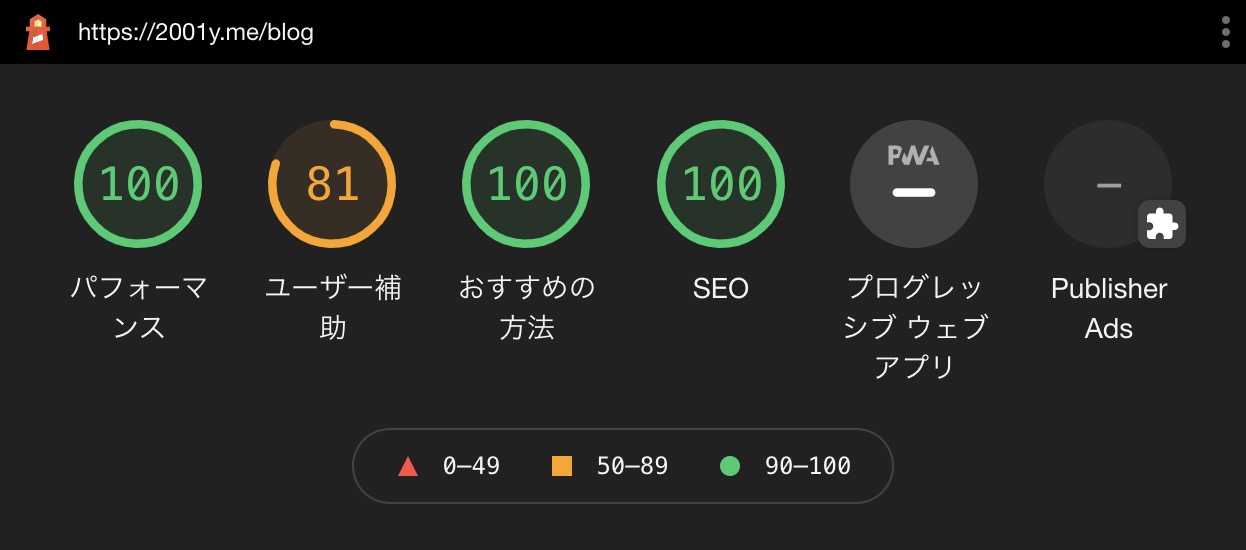 https://2001y.me/blog
100
81
100
100
PWA
–
–
パフォーマ
ンス
ユーザー補
助
おすすめの
方法
SEO
プログレッ
シブ ウェブ
アプリ
Publisher
Ads
0–49
50–89
90–100